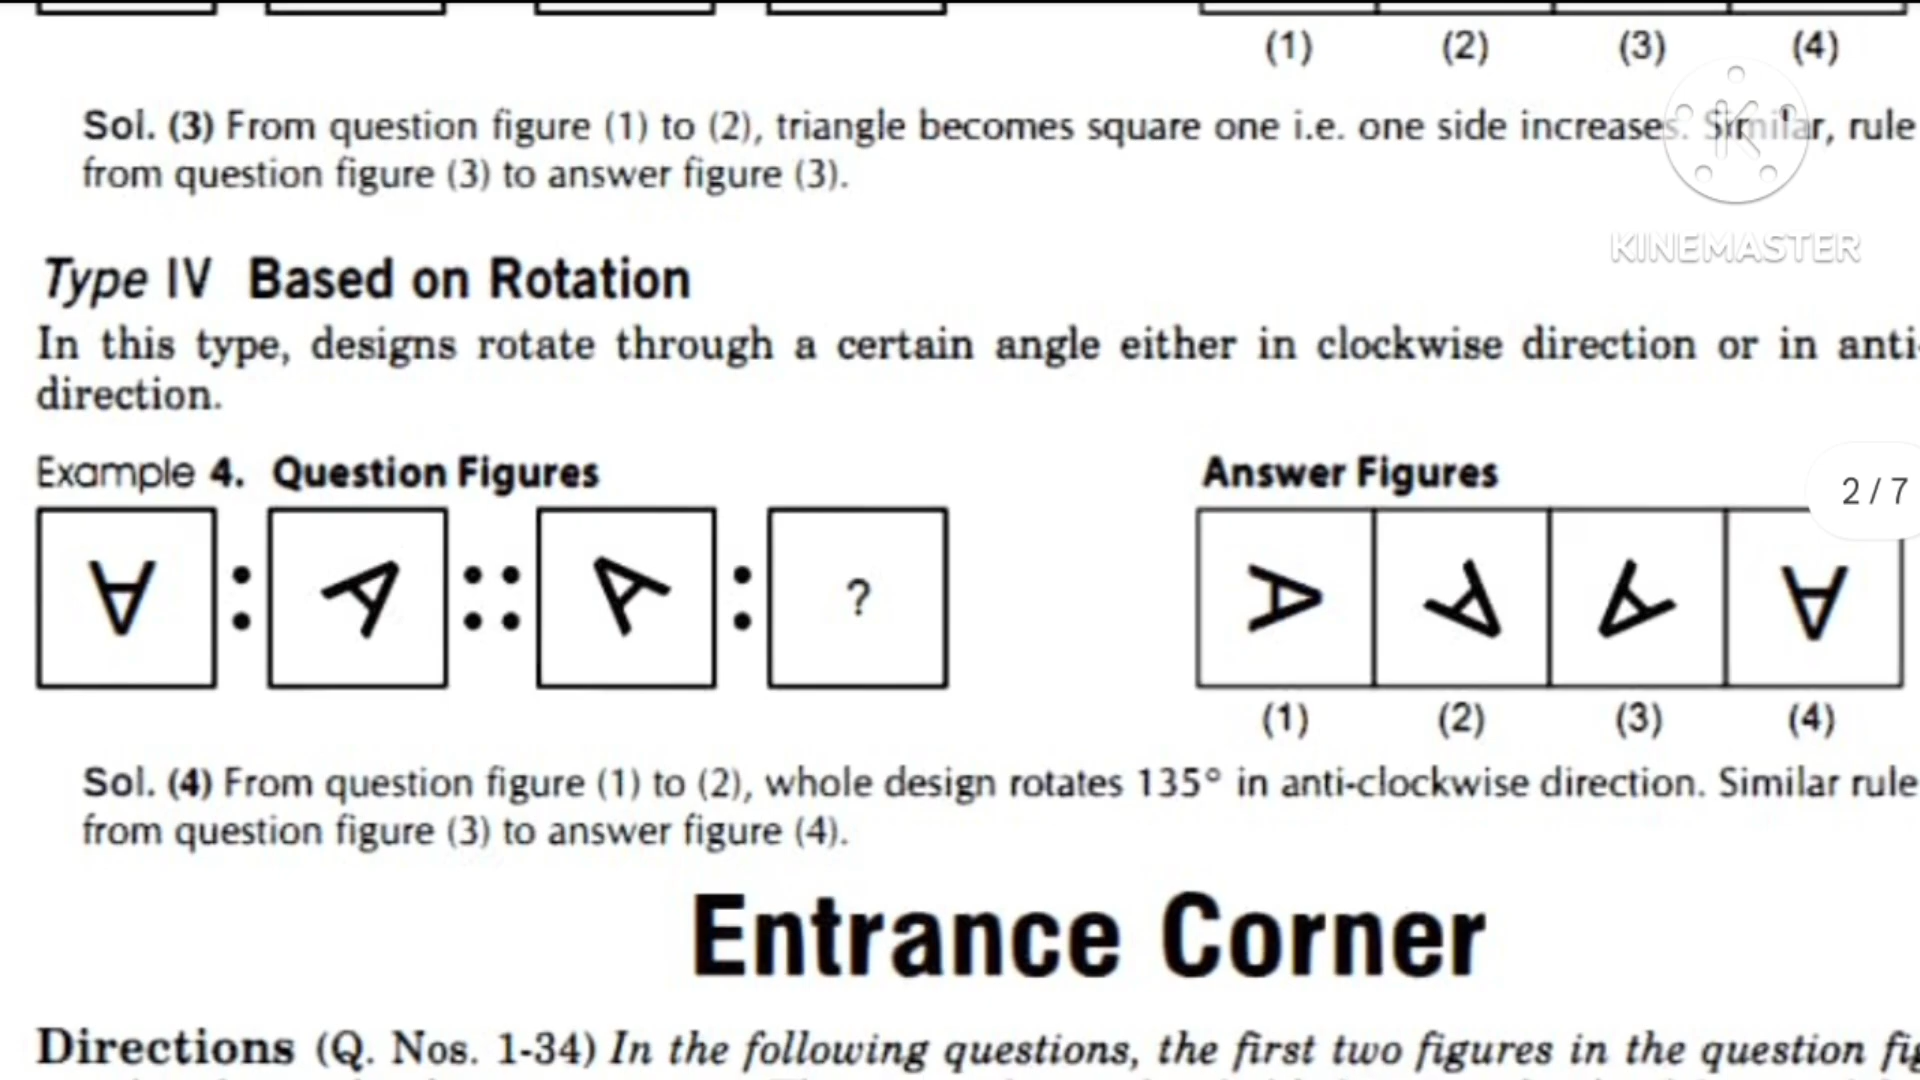 (1) (2) (3) (4)
Sol. (3) From question figure (1) to (2), triangle becomes square one i.e. one side increases. Similar, rule
from question figure (3) to answer figure (3).
KINEMASTER
Type IV Based on Rotation
In this type, designs rotate through a certain angle either in clockwise direction or in anti-
direction.
Example 4. Question Figures
Answer Figures
2 / 7
A : A :: A : ?
A A A A
(1) (2) (3) (4)
Sol. (4) From question figure (1) to (2), whole design rotates 135° in anti-clockwise direction. Similar rule
from question figure (3) to answer figure (4).
Entrance Corner
Directions (Q. Nos. 1-34) In the following questions, the first two figures in the question